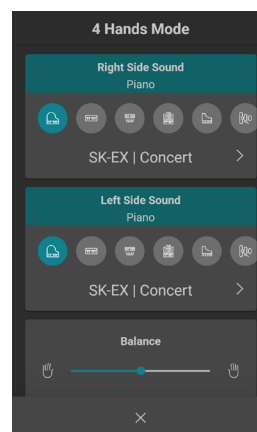 4 Hands Mode
Right Side Sound
Piano
SK-EX | Concert
Left Side Sound
Piano
SK-EX | Concert
Balance